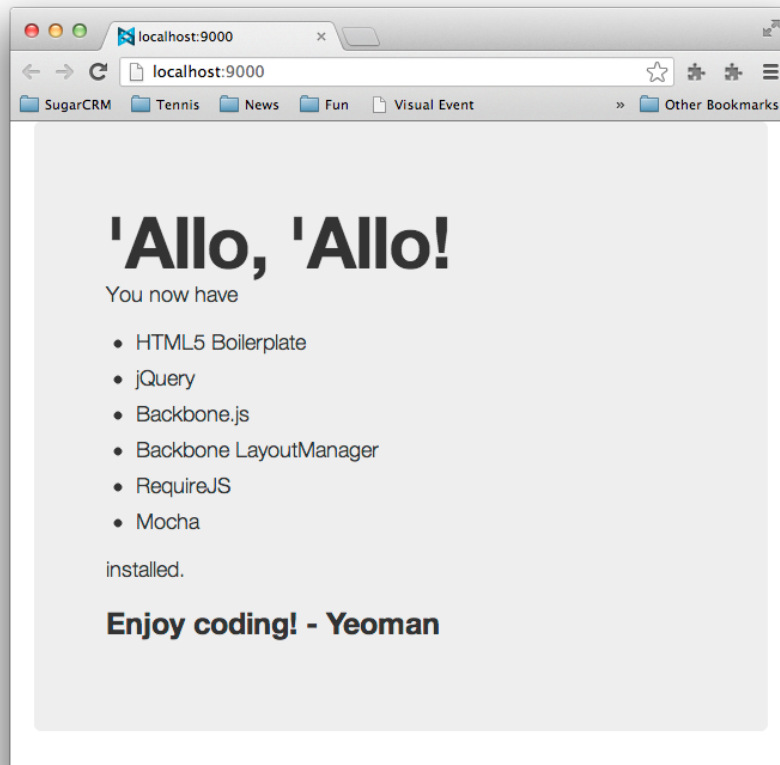 localhost:9000
localhost:9000
SugarCRM Tennis News Fun Visual Event » Other Bookmarks
'Allo, 'Allo!
You now have
• HTML5 Boilerplate
• jQuery
• Backbone.js
• Backbone LayoutManager
• RequireJS
• Mocha
installed.
Enjoy coding! - Yeoman